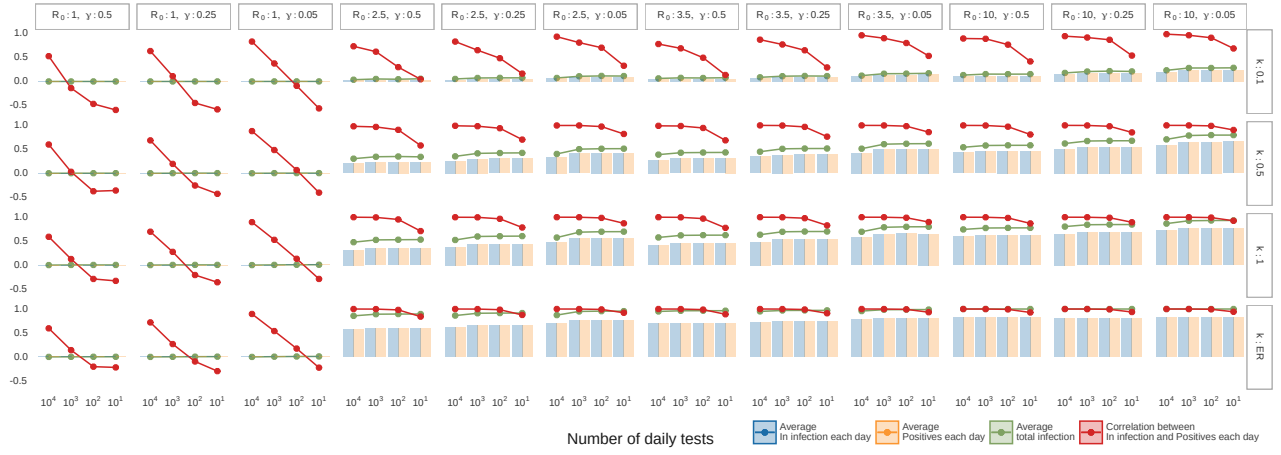 R₀ : 1, γ : 0.5
R₀ : 1, γ : 0.25
R₀ : 1, γ : 0.05
R₀ : 2.5, γ : 0.5
R₀ : 2.5, γ : 0.25
R₀ : 2.5, γ : 0.05
R₀ : 3.5, γ : 0.5
R₀ : 3.5, γ : 0.25
R₀ : 3.5, γ : 0.05
R₀ : 10, γ : 0.5
R₀ : 10, γ : 0.25
R₀ : 10, γ : 0.05
1.0
0.5
0.0
-0.5
k : 0.1
1.0
0.5
0.0
-0.5
k : 0.5
1.0
0.5
0.0
-0.5
k : 1
1.0
0.5
0.0
-0.5
k : ER
10⁴ 10³ 10² 10¹
10⁴ 10³ 10² 10¹
10⁴ 10³ 10² 10¹
10⁴ 10³ 10² 10¹
10⁴ 10³ 10² 10¹
10⁴ 10³ 10² 10¹
10⁴ 10³ 10² 10¹
10⁴ 10³ 10² 10¹
10⁴ 10³ 10² 10¹
10⁴ 10³ 10² 10¹
10⁴ 10³ 10² 10¹
10⁴ 10³ 10² 10¹
Number of daily tests
Average
In infection each day
Average
Positives each day
Average
total infection
Correlation between
In infection and Positives each day